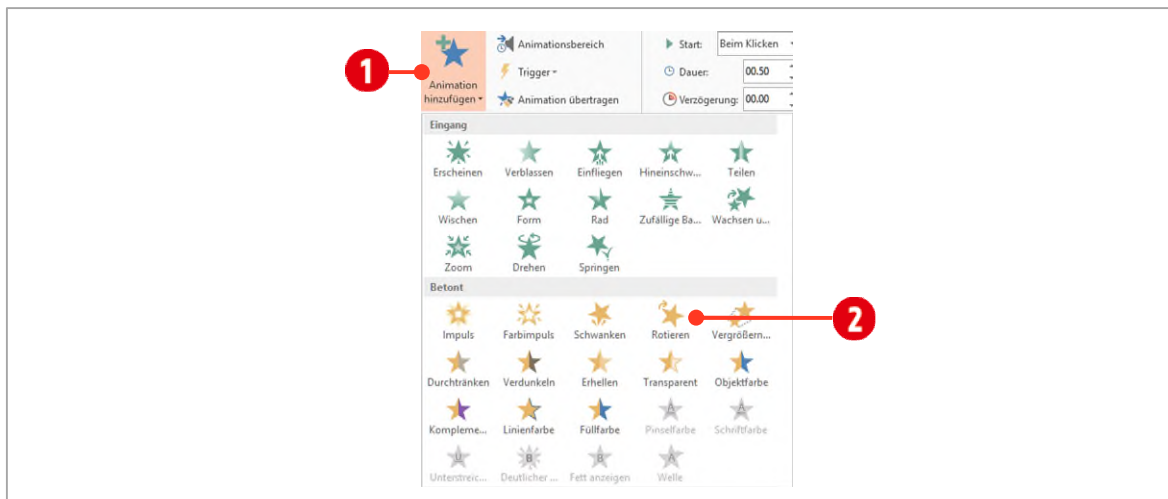 1
Animation
hinzufügen
Animationsbereich
Trigger
Animation übertragen
Start: Beim Klicken
Dauer: 00.50
Verzögerung: 00.00
Eingang
Erscheinen Verblassen Einfliegen Hineinschw... Teilen
Wischen Form Rad Zufällige Ba... Wachsen u...
Zoom Drehen Springen
Betont
2
Impuls Farbimpuls Schwanken Rotieren Vergrößern...
Durchtränken Verdunkeln Erhellen Transparent Objektfarbe
Kompleme... Linienfarbe Füllfarbe Pinselfarbe Schriftfarbe
Unterstreic... Deutlicher ... Fett anzeigen Welle